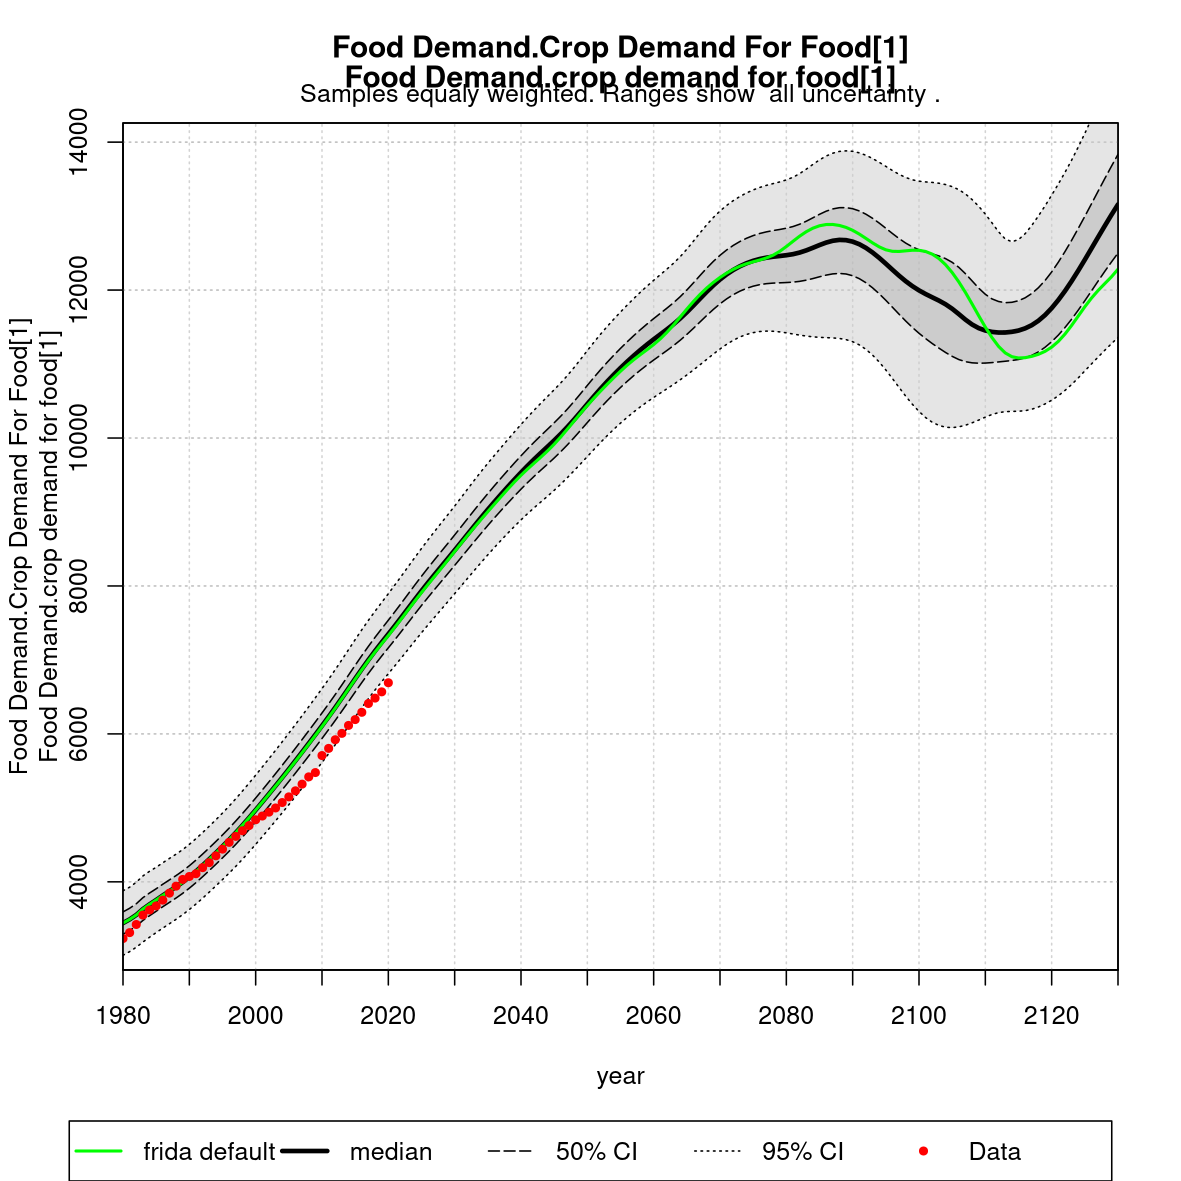 Food Demand.Crop Demand For Food[1]
Food Demand.crop demand for food[1]
Samples equaly weighted. Ranges show  all uncertainty .
Food Demand.Crop Demand For Food[1]
Food Demand.crop demand for food[1]
14000
12000
10000
8000
6000
4000
1980 2000 2020 2040 2060 2080 2100 2120
year
frida default median 50% CI 95% CI Data